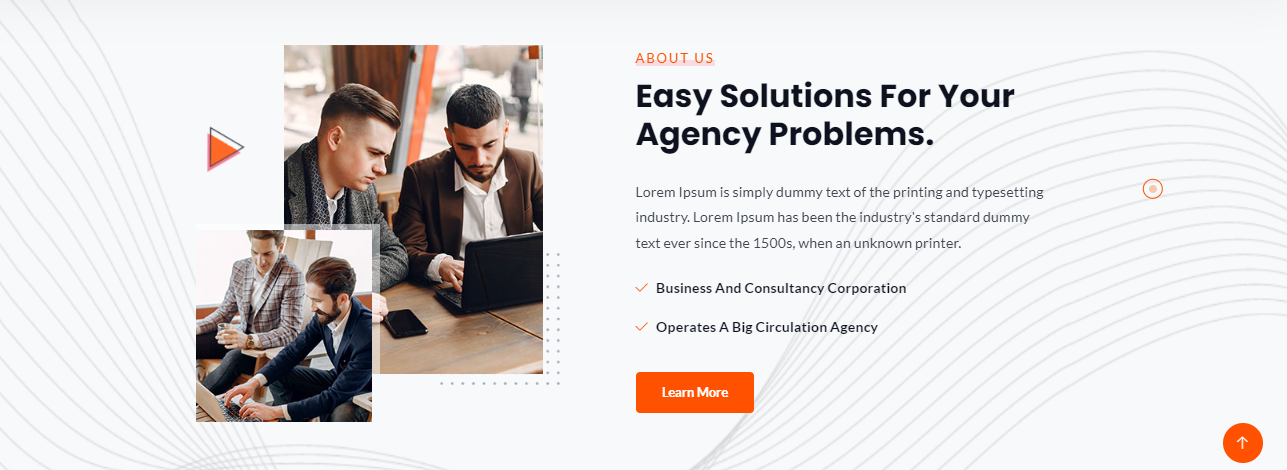 ABOUT US
Easy Solutions For Your
Agency Problems.
Lorem Ipsum is simply dummy text of the printing and typesetting
industry. Lorem Ipsum has been the industry's standard dummy
text ever since the 1500s, when an unknown printer.
Business And Consultancy Corporation
Operates A Big Circulation Agency
Learn More